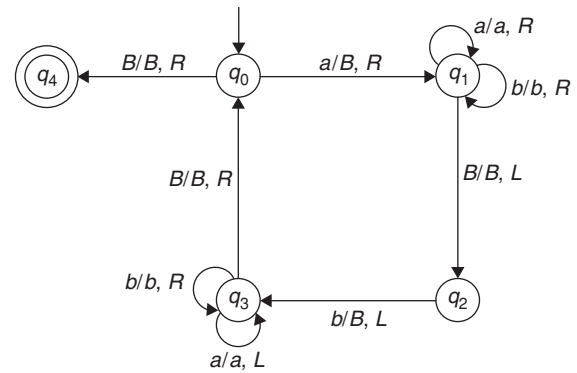 a/a, R
B/B, R
a/B, R
q4
q0
q1
b/b, R
B/B, R
B/B, L
b/b, R
q3
q2
b/B, L
a/a, L